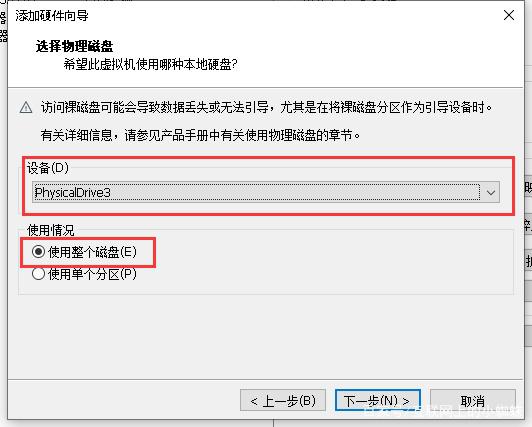 添加硬件向导
选择物理磁盘
希望此虚拟机使用哪种本地硬盘?
访问裸磁盘可能会导致数据丢失或无法引导，尤其是在将裸磁盘分区作为引导设备时。
有关详细信息，请参见产品手册中有关使用物理磁盘的章节。
设备(D)
PhysicalDrive3
使用情况
使用整个磁盘(E)
使用单个分区(P)
< 上一步(B)
下一步(N) >
取消